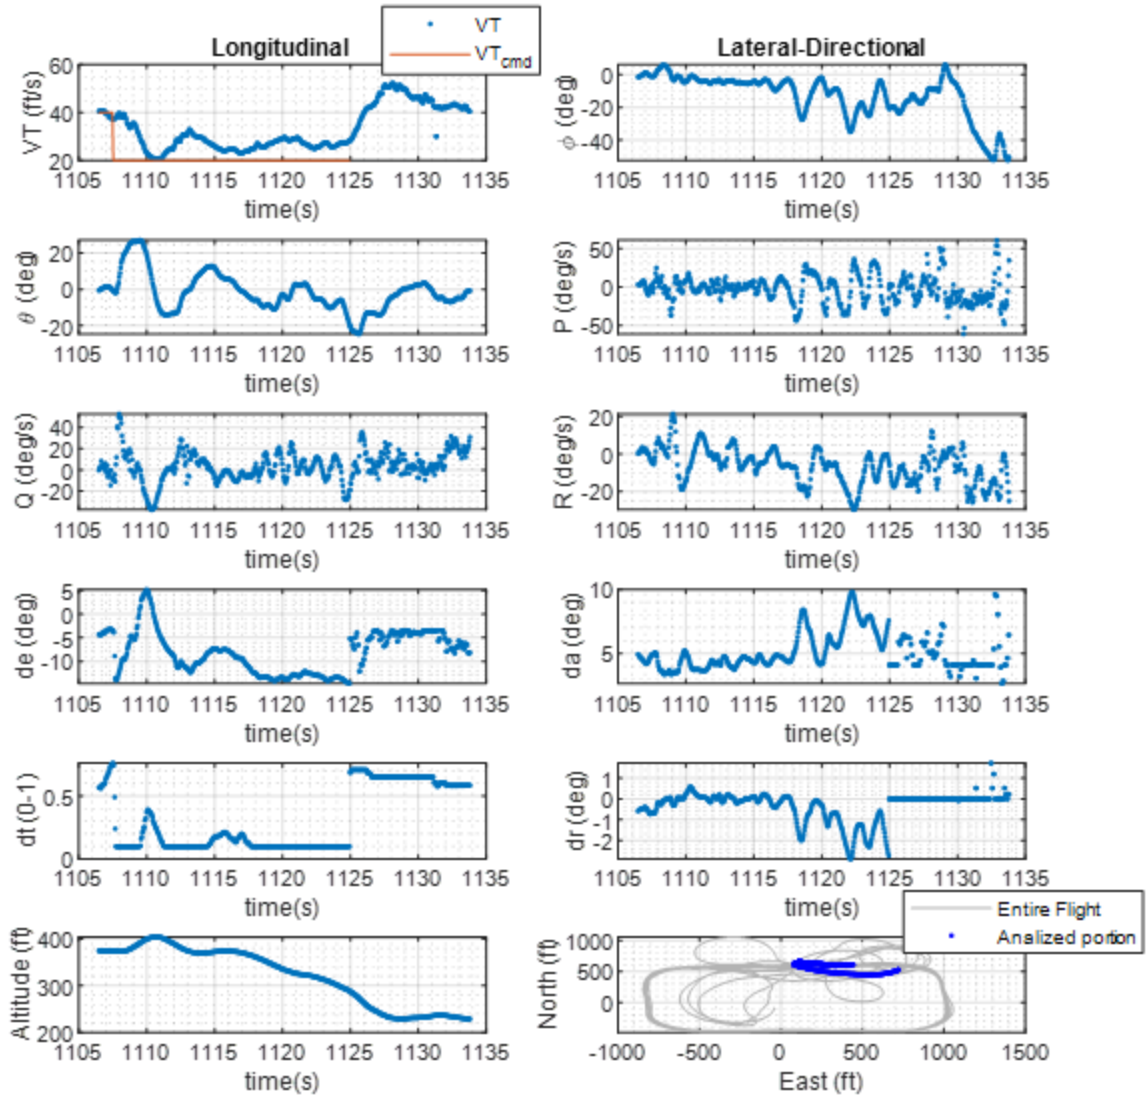 Longitudinal
VT
VTcmd
60
40
20
VT (ft/s)
1105 1110 1115 1120 1125 1130 1135
time(s)
Lateral-Directional
0
-20
-40
ϕ (deg)
1105 1110 1115 1120 1125 1130 1135
time(s)
20
0
-20
θ (deg)
1105 1110 1115 1120 1125 1130 1135
time(s)
50
0
-50
P (deg/s)
1105 1110 1115 1120 1125 1130 1135
time(s)
40
20
0
-20
Q (deg/s)
1105 1110 1115 1120 1125 1130 1135
time(s)
20
0
-20
R (deg/s)
1105 1110 1115 1120 1125 1130 1135
time(s)
5
0
-5
-10
de (deg)
1105 1110 1115 1120 1125 1130 1135
time(s)
10
5
da (deg)
1105 1110 1115 1120 1125 1130 1135
time(s)
0.5
0
dt (0-1)
1105 1110 1115 1120 1125 1130 1135
time(s)
1
0
-1
-2
dr (deg)
1105 1110 1115 1120 1125 1130 1135
time(s)
400
300
200
Altitude (ft)
1105 1110 1115 1120 1125 1130 1135
time(s)
Entire Flight
Analized portion
1000
500
0
North (ft)
-1000 -500 0 500 1000 1500
East (ft)